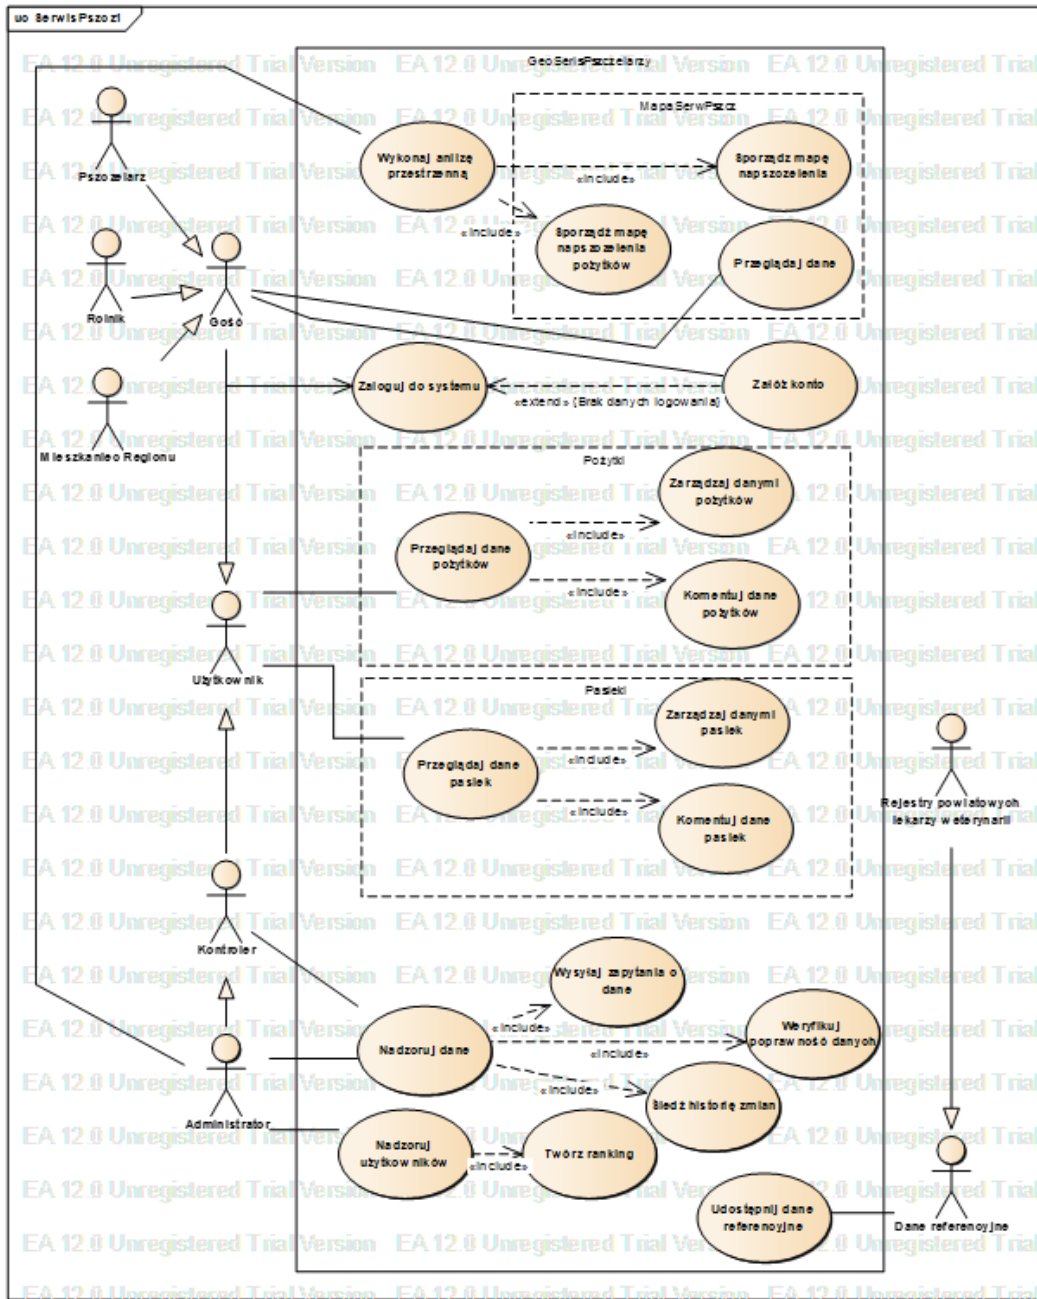 uc SerwisPszcz1
GeoSerisPszczelarzy
MapaSerwPszcz
Pszczelarz
Wykonaj anlizę
przestrzenną
Sporządź mapę
napszczelenia
«include»
«include»
Sporządź mapę
napszczelenia
pożytków
Przeglądaj dane
Rolnik
Gość
Zaloguj do systemu
Załóż konto
«extend» {Brak danych logowania}
Mieszkaniec Regionu
Pożytki
Zarządzaj danymi
pożytków
Przeglądaj dane
pożytków
«include»
«include»
Komentuj dane
pożytków
Użytkownik
Pasieki
Zarządzaj danymi
pasiek
Przeglądaj dane
pasiek
«include»
«include»
Komentuj dane
pasiek
Rejestry powiatowych
lekarzy weterynarii
Kontroler
Wysyłaj zapytania o
dane
Nadzoruj dane
«include»
«include»
«include»
Weryfikuj
poprawność danych
Śledź historię zmian
Administrator
Nadzoruj
użytkowników
«include»
Twórz ranking
Udostępnij dane
referencyjne
Dane referencyjne
EA 12.0 Unregistered Trial Version